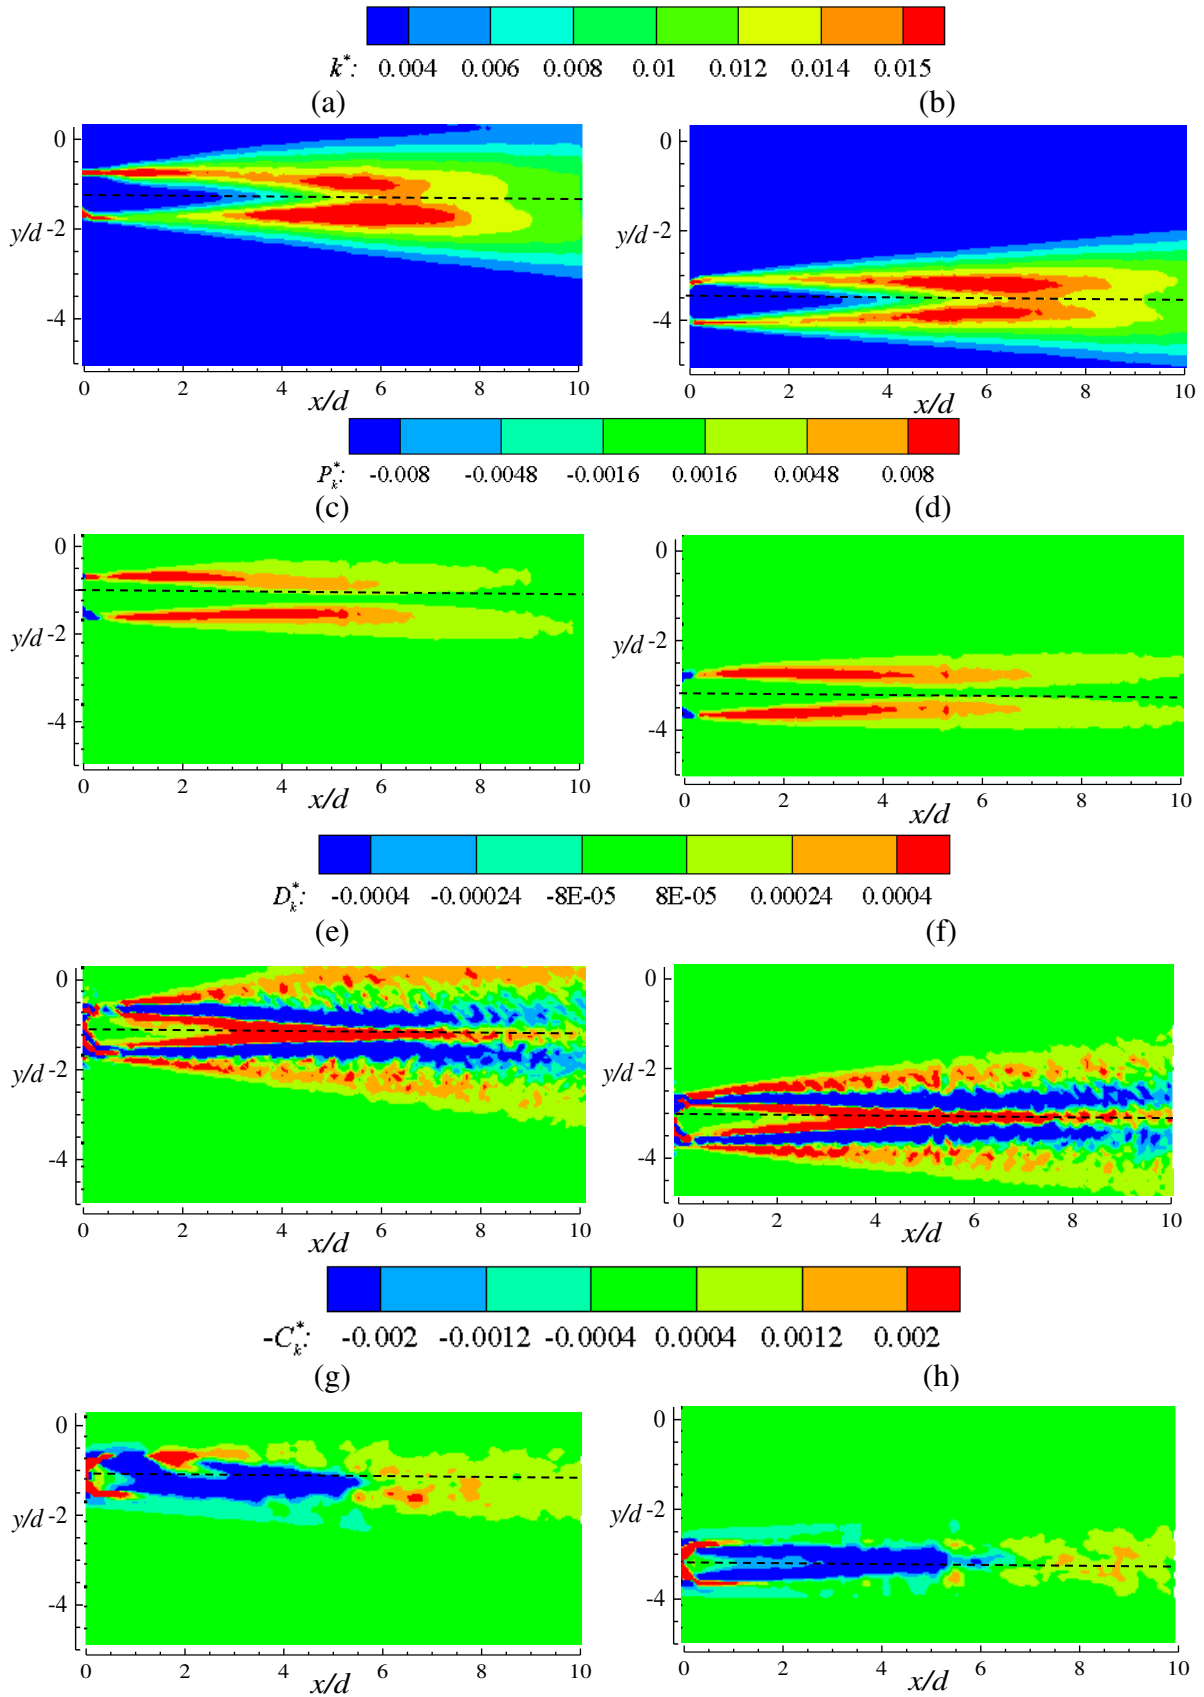 k*: 0.004 0.006 0.008 0.01 0.012 0.014 0.015
(a) (b)
0
y/d -2
-4
0 2 4 6 8 10
x/d
0
y/d -2
-4
0 2 4 6 8 10
x/d
P*k: -0.008 -0.0048 -0.0016 0.0016 0.0048 0.008
(c) (d)
0
y/d -2
-4
0 2 4 6 8 10
x/d
0
y/d -2
-4
0 2 4 6 8 10
x/d
D*k: -0.0004 -0.00024 -8E-05 8E-05 0.00024 0.0004
(e) (f)
0
y/d -2
-4
0 2 4 6 8 10
x/d
0
y/d -2
-4
0 2 4 6 8 10
x/d
-C*k: -0.002 -0.0012 -0.0004 0.0004 0.0012 0.002
(g) (h)
0
y/d -2
-4
0 2 4 6 8 10
x/d
0
y/d -2
-4
0 2 4 6 8 10
x/d